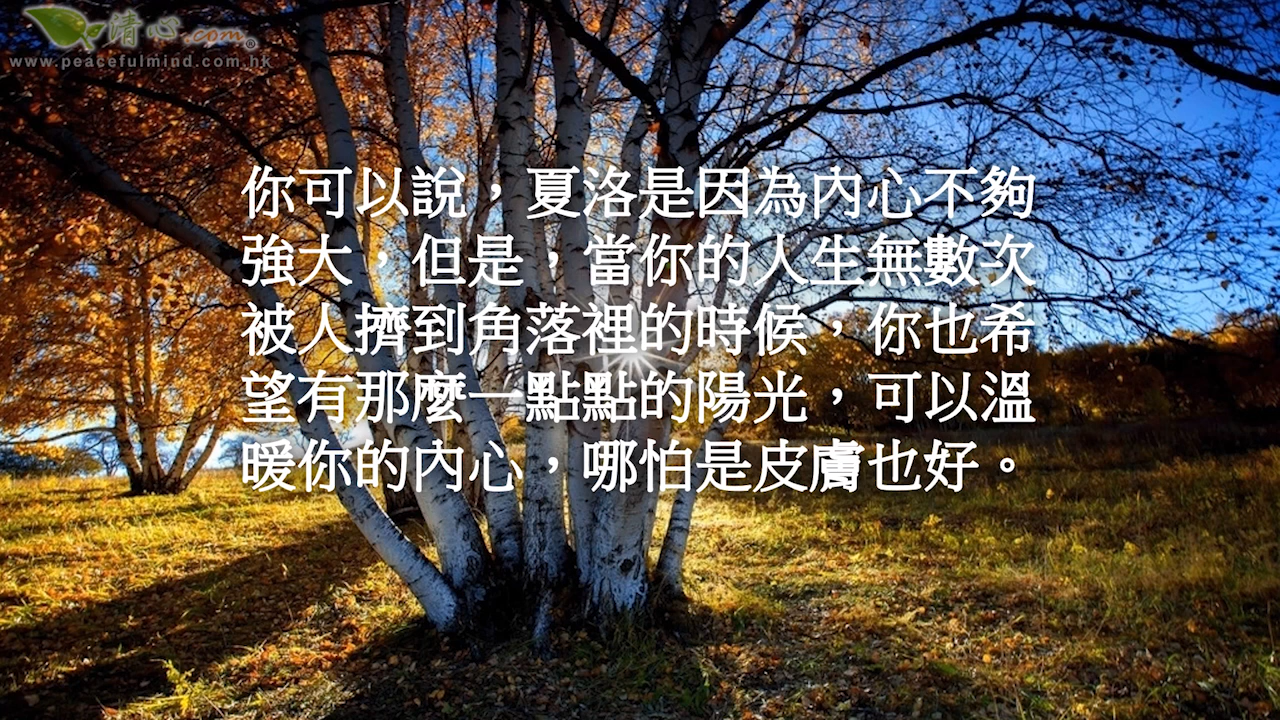 清心.com®
www.peacefulmind.com.hk
你可以說，夏洛是因為內心不夠
強大，但是，當你的人生無數次
被人擠到角落裡的時候，你也希
望有那麼一點點的陽光，可以溫
暖你的內心，哪怕是皮膚也好。